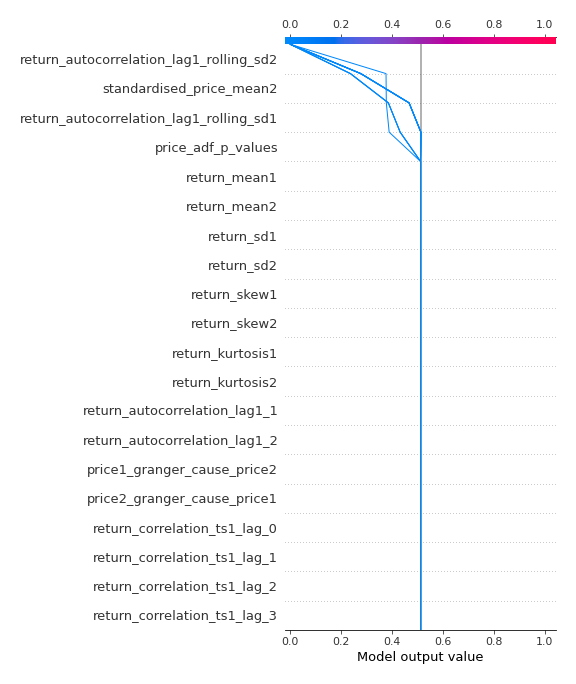 0.0 0.2 0.4 0.6 0.8 1.0
return_autocorrelation_lag1_rolling_sd2
standardised_price_mean2
return_autocorrelation_lag1_rolling_sd1
price_adf_p_values
return_mean1
return_mean2
return_sd1
return_sd2
return_skew1
return_skew2
return_kurtosis1
return_kurtosis2
return_autocorrelation_lag1_1
return_autocorrelation_lag1_2
price1_granger_cause_price2
price2_granger_cause_price1
return_correlation_ts1_lag_0
return_correlation_ts1_lag_1
return_correlation_ts1_lag_2
return_correlation_ts1_lag_3
0.0 0.2 0.4 0.6 0.8 1.0
Model output value